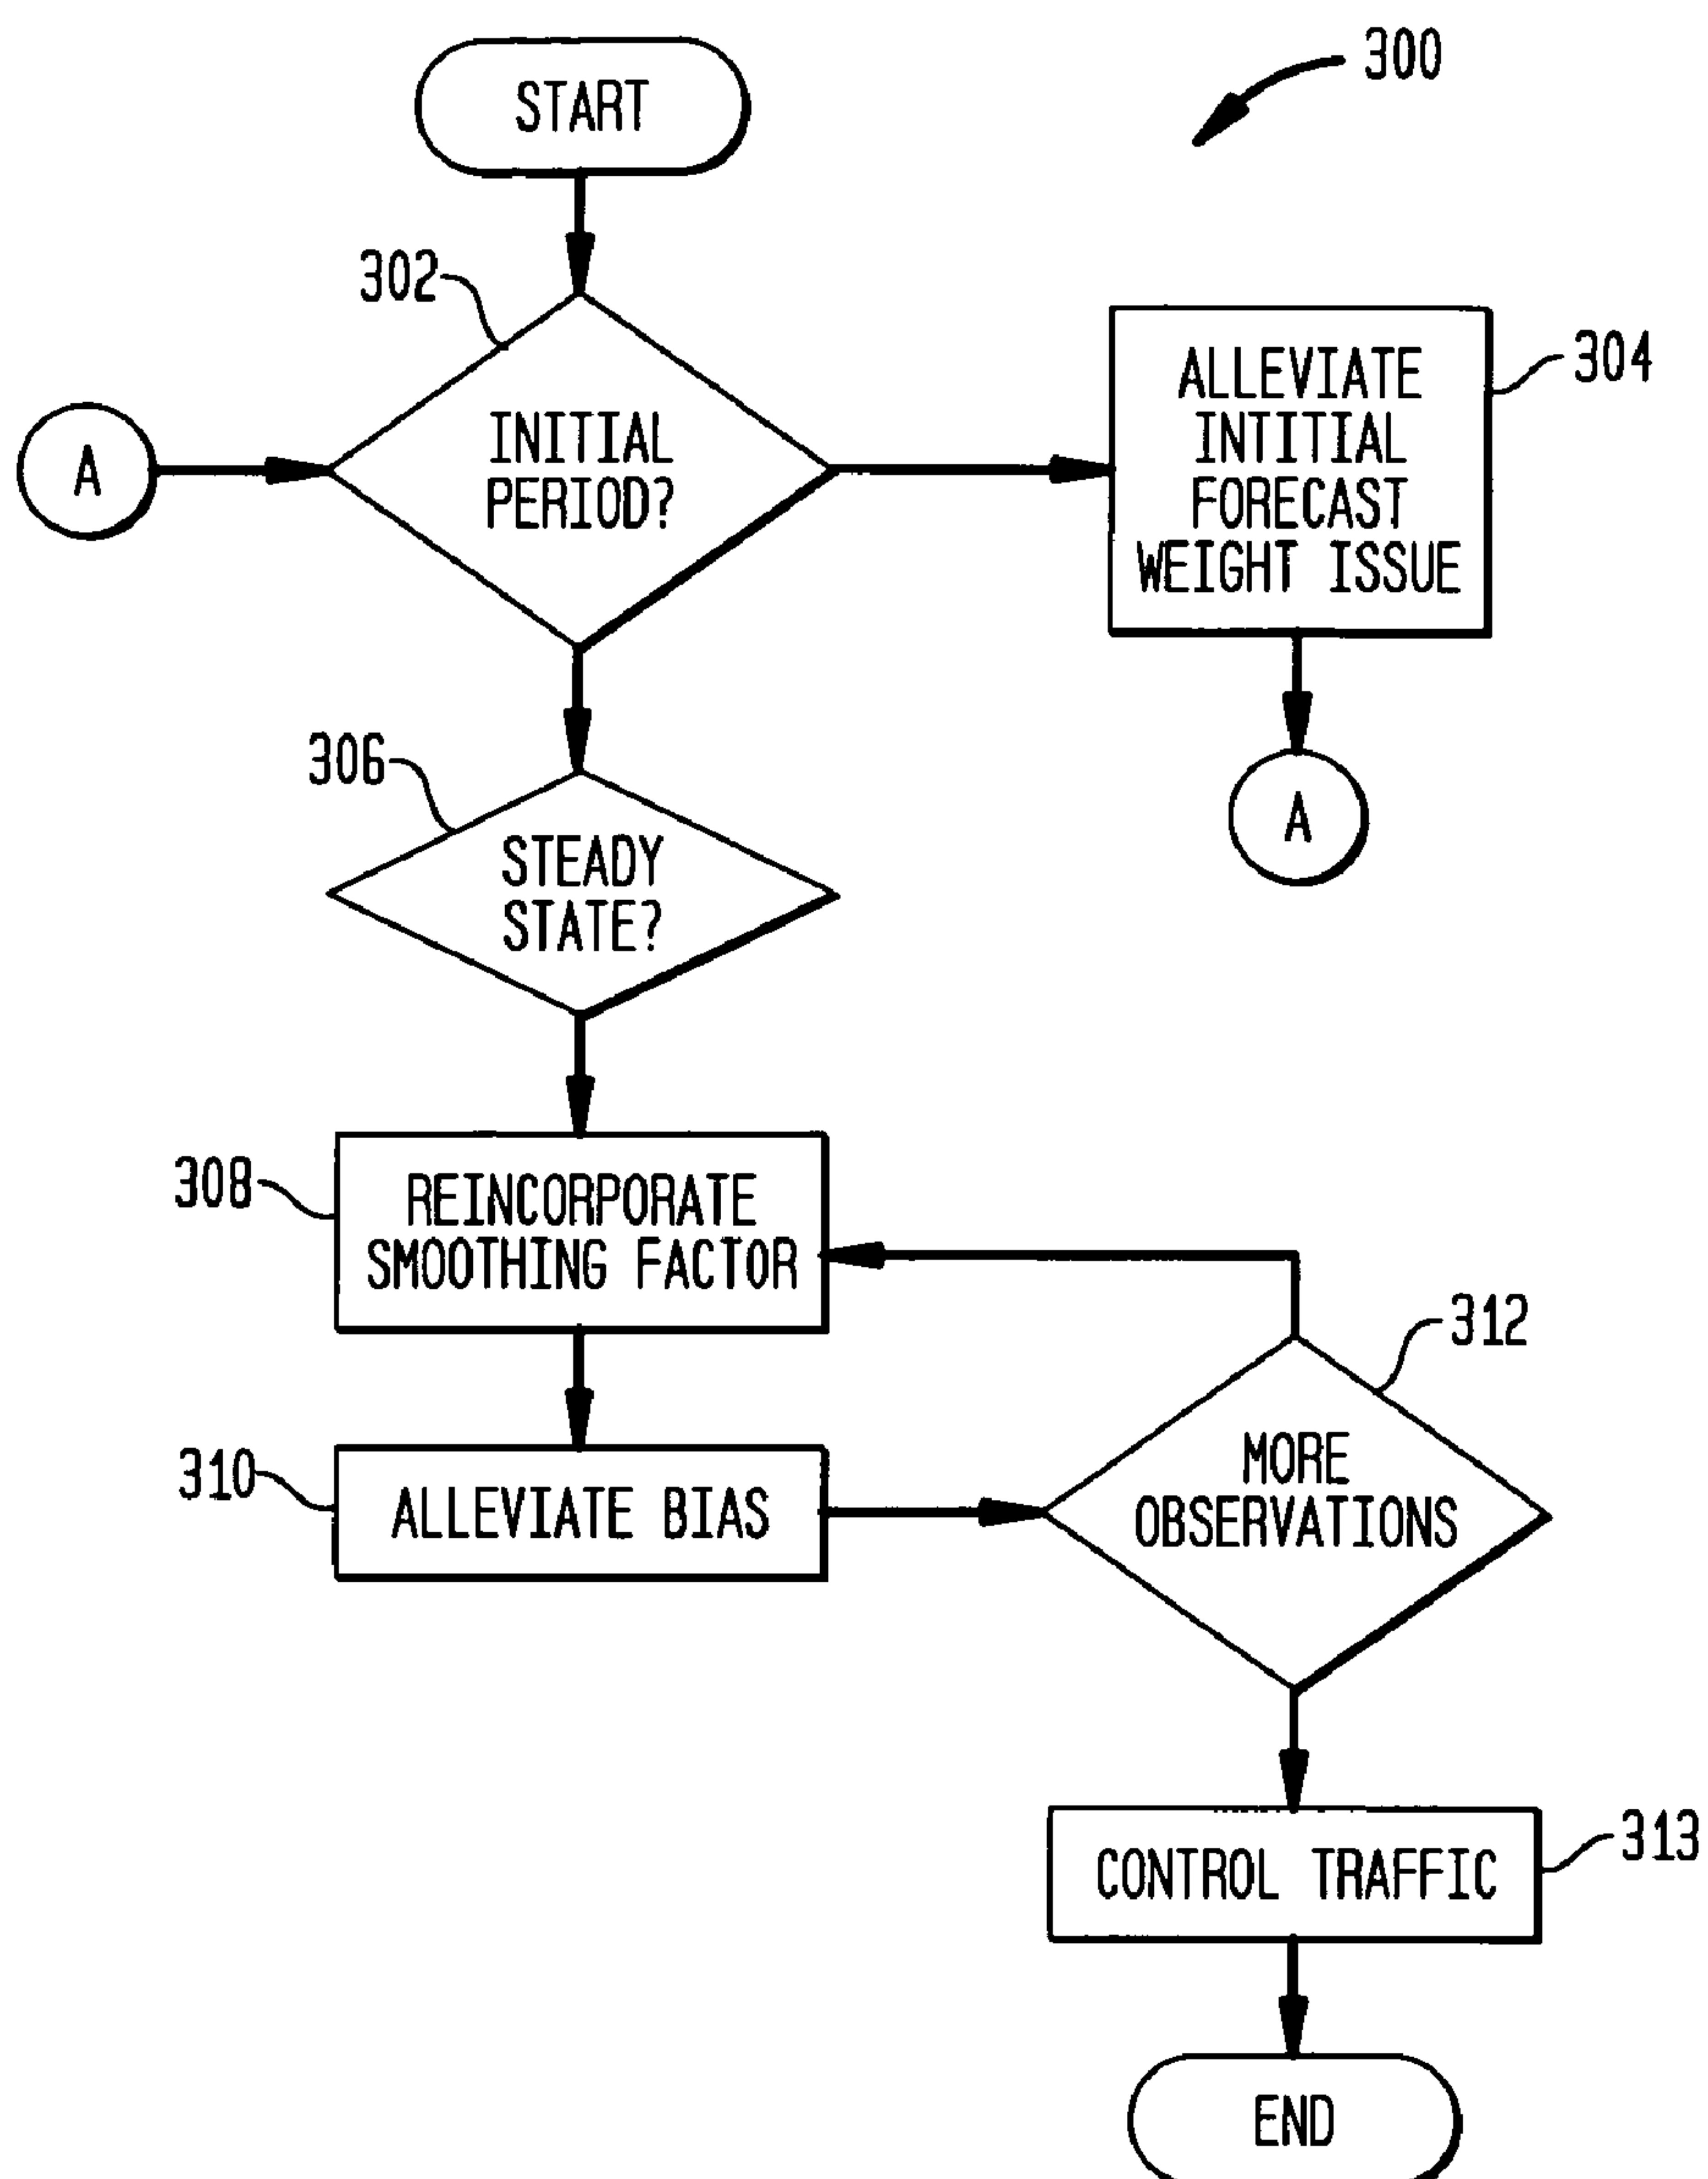 START
300
302
INITIAL
PERIOD?
A
ALLEVIATE
INTITIAL
FORECAST
WEIGHT ISSUE
304
A
306
STEADY
STATE?
308
REINCORPORATE
SMOOTHING FACTOR
310
ALLEVIATE BIAS
312
MORE
OBSERVATIONS
CONTROL TRAFFIC
313
END